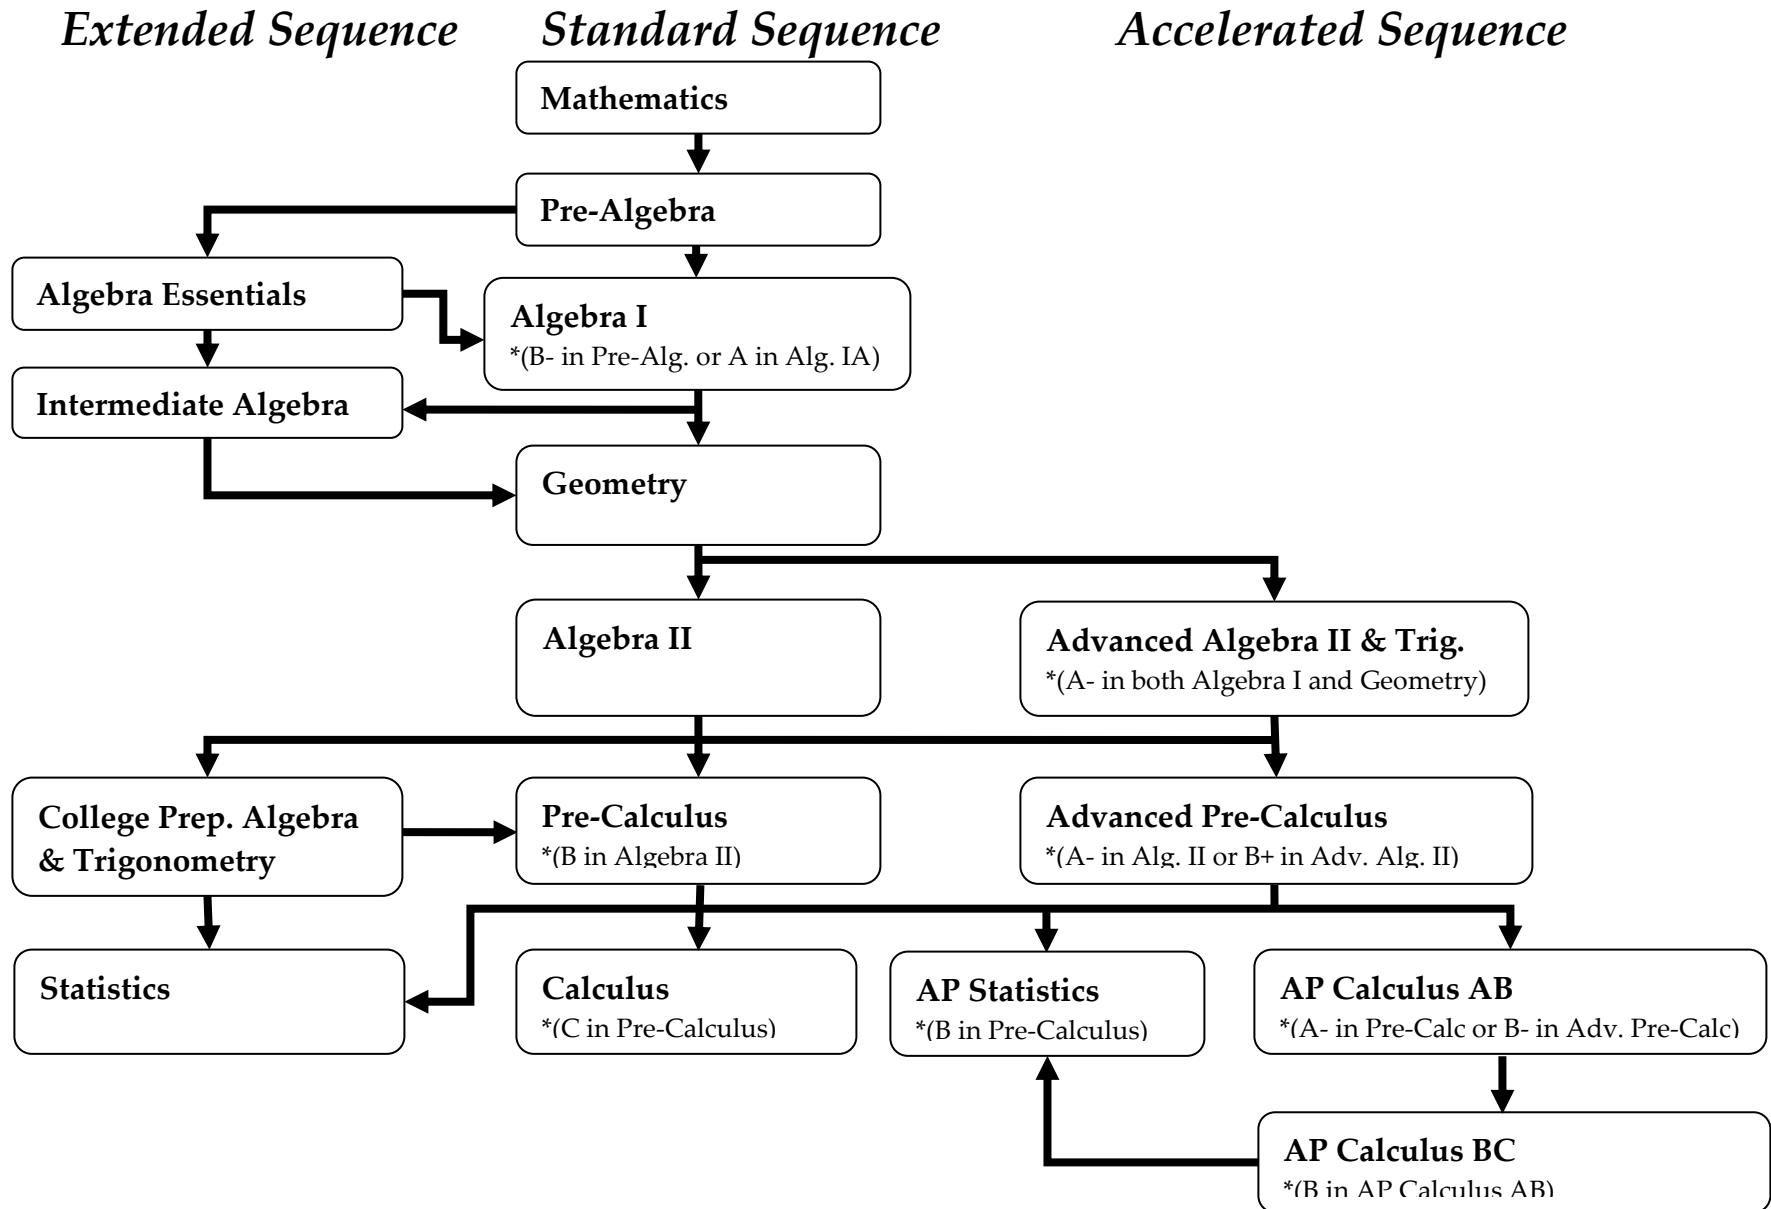 Extended Sequence
Standard Sequence
Accelerated Sequence
Mathematics
Pre-Algebra
Algebra Essentials
Algebra I
*(B- in Pre-Alg. or A in Alg. IA)
Intermediate Algebra
Geometry
Algebra II
Advanced Algebra II & Trig.
*(A- in both Algebra I and Geometry)
College Prep. Algebra
& Trigonometry
Pre-Calculus
*(B in Algebra II)
Advanced Pre-Calculus
*(A- in Alg. II or B+ in Adv. Alg. II)
Statistics
Calculus
*(C in Pre-Calculus)
AP Statistics
*(B in Pre-Calculus)
AP Calculus AB
*(A- in Pre-Calc or B- in Adv. Pre-Calc)
AP Calculus BC
*(B in AP Calculus AB)